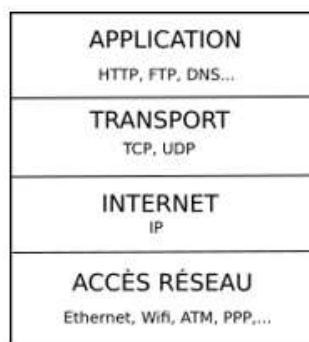 APPLICATION
HTTP, FTP, DNS...
TRANSPORT
TCP, UDP
INTERNET
IP
ACCÈS RÉSEAU
Ethernet, Wifi, ATM, PPP,...